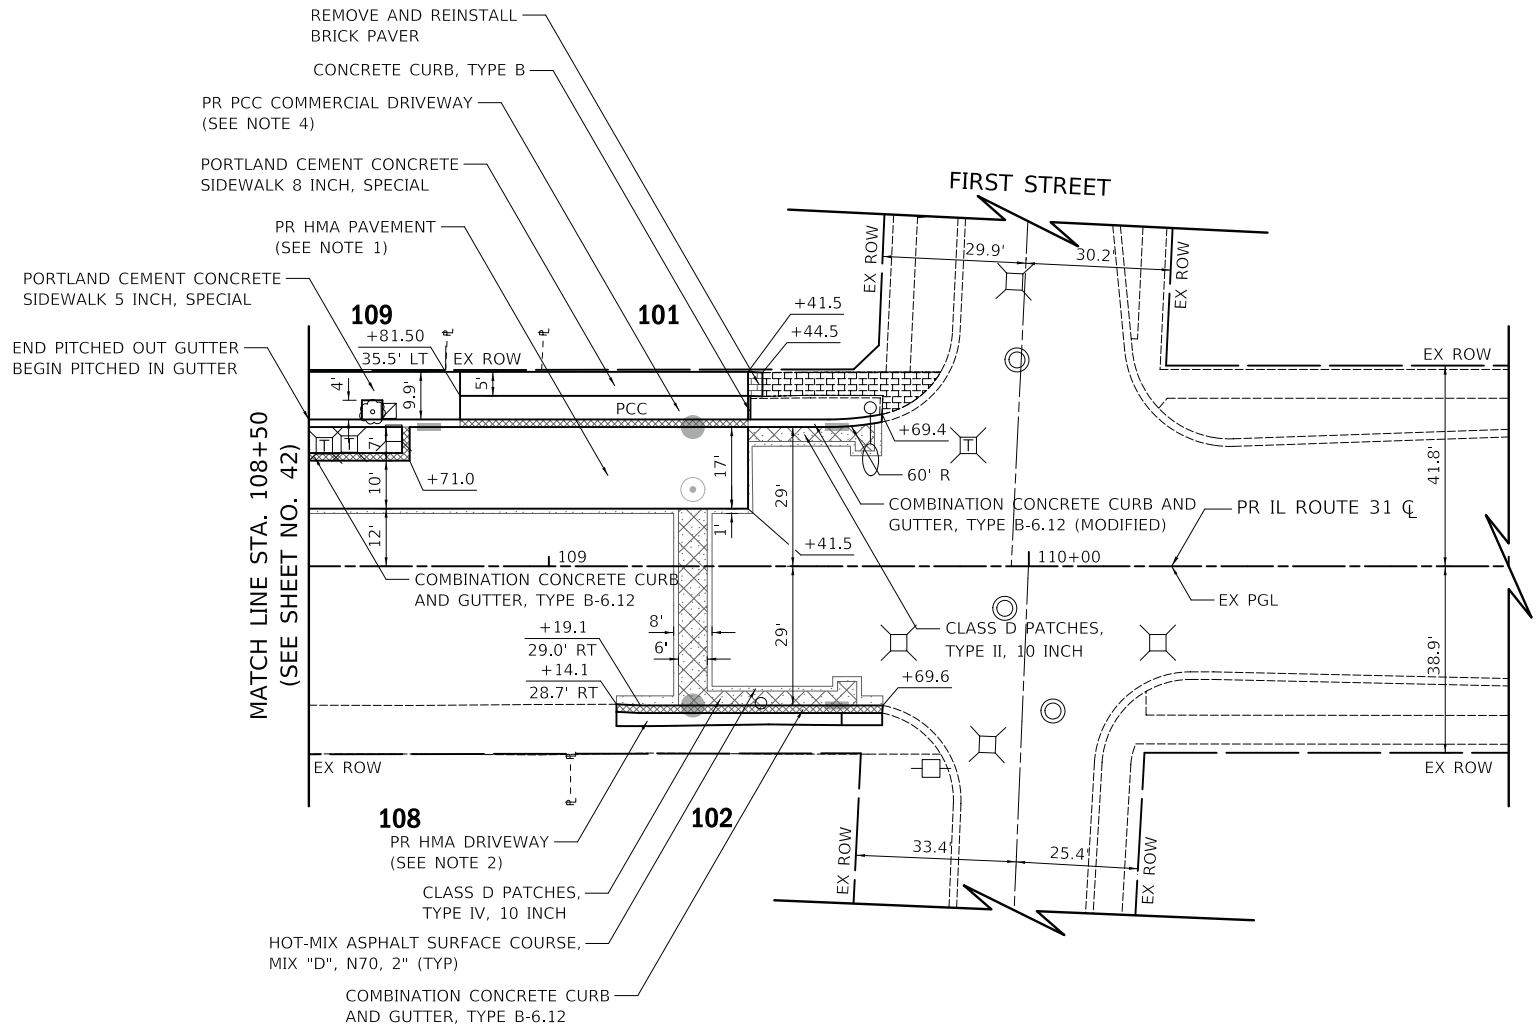 REMOVE AND REINSTALL
BRICK PAVER
CONCRETE CURB, TYPE B
PR PCC COMMERCIAL DRIVEWAY
(SEE NOTE 4)
PORTLAND CEMENT CONCRETE
SIDEWALK 8 INCH, SPECIAL
PR HMA PAVEMENT
(SEE NOTE 1)
PORTLAND CEMENT CONCRETE
SIDEWALK 5 INCH, SPECIAL
END PITCHED OUT GUTTER
BEGIN PITCHED IN GUTTER
FIRST STREET
29.9'
30.2'
EX ROW
EX ROW
109
101
+81.50
35.5' LT
EX ROW
+41.5
+44.5
EX ROW
4'
9.9'
5'
PCC
T
T
7'
+71.0
10'
12'
17'
1'
29'
+69.4
T
60' R
COMBINATION CONCRETE CURB AND
GUTTER, TYPE B-6.12 (MODIFIED)
+41.5
41.8'
PR IL ROUTE 31 ℄
109
110+00
MATCH LINE STA. 108+50
(SEE SHEET NO. 42)
COMBINATION CONCRETE CURB
AND GUTTER, TYPE B-6.12
EX PGL
+19.1
29.0' RT
+14.1
28.7' RT
8'
6'
29'
CLASS D PATCHES,
TYPE II, 10 INCH
+69.6
38.9'
EX ROW
EX ROW
108
102
PR HMA DRIVEWAY
(SEE NOTE 2)
EX ROW
33.4'
25.4'
EX ROW
CLASS D PATCHES,
TYPE IV, 10 INCH
HOT-MIX ASPHALT SURFACE COURSE,
MIX "D", N70, 2" (TYP)
COMBINATION CONCRETE CURB
AND GUTTER, TYPE B-6.12